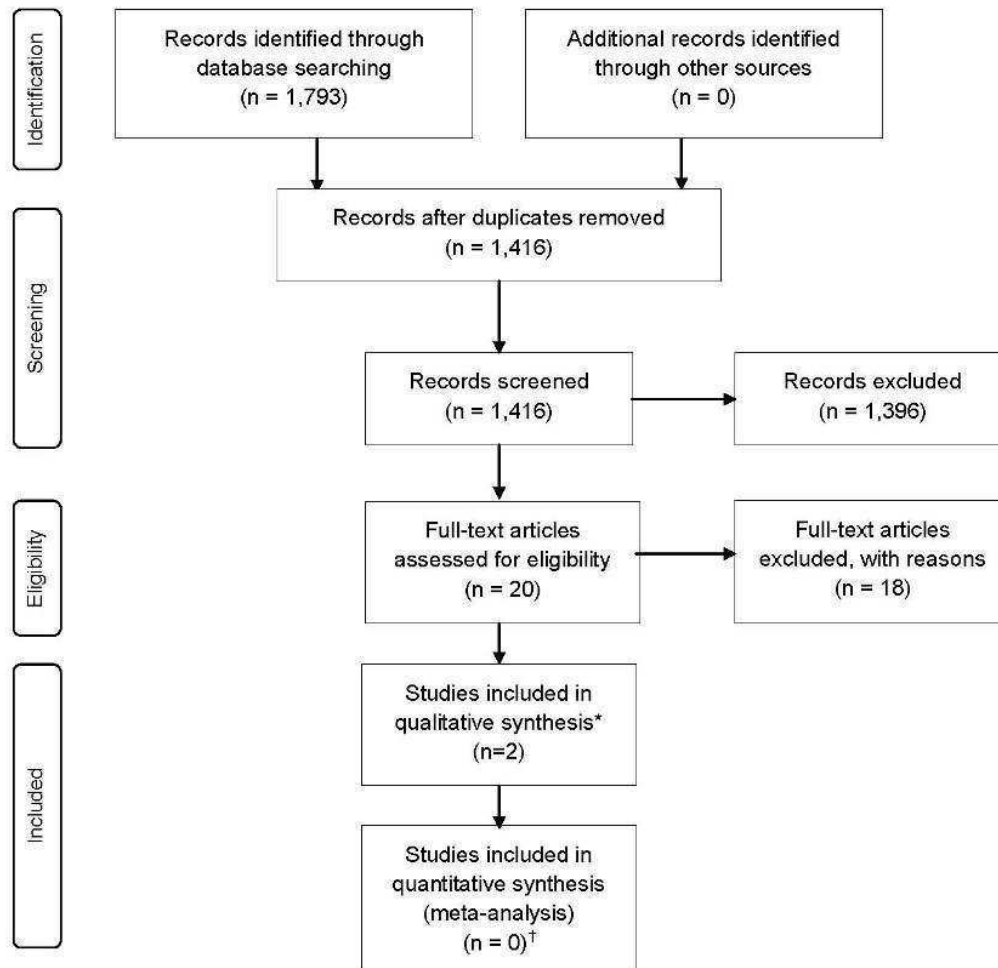 Identification
Records identified through
database searching
(n = 1,793)
Additional records identified
through other sources
(n = 0)
Screening
Records after duplicates removed
(n = 1,416)
Records screened
(n = 1,416)
Records excluded
(n = 1,396)
Eligibility
Full-text articles
assessed for eligibility
(n = 20)
Full-text articles
excluded, with reasons
(n = 18)
Included
Studies included in
qualitative synthesis*
(n=2)
Studies included in
quantitative synthesis
(meta-analysis)
(n = 0)†